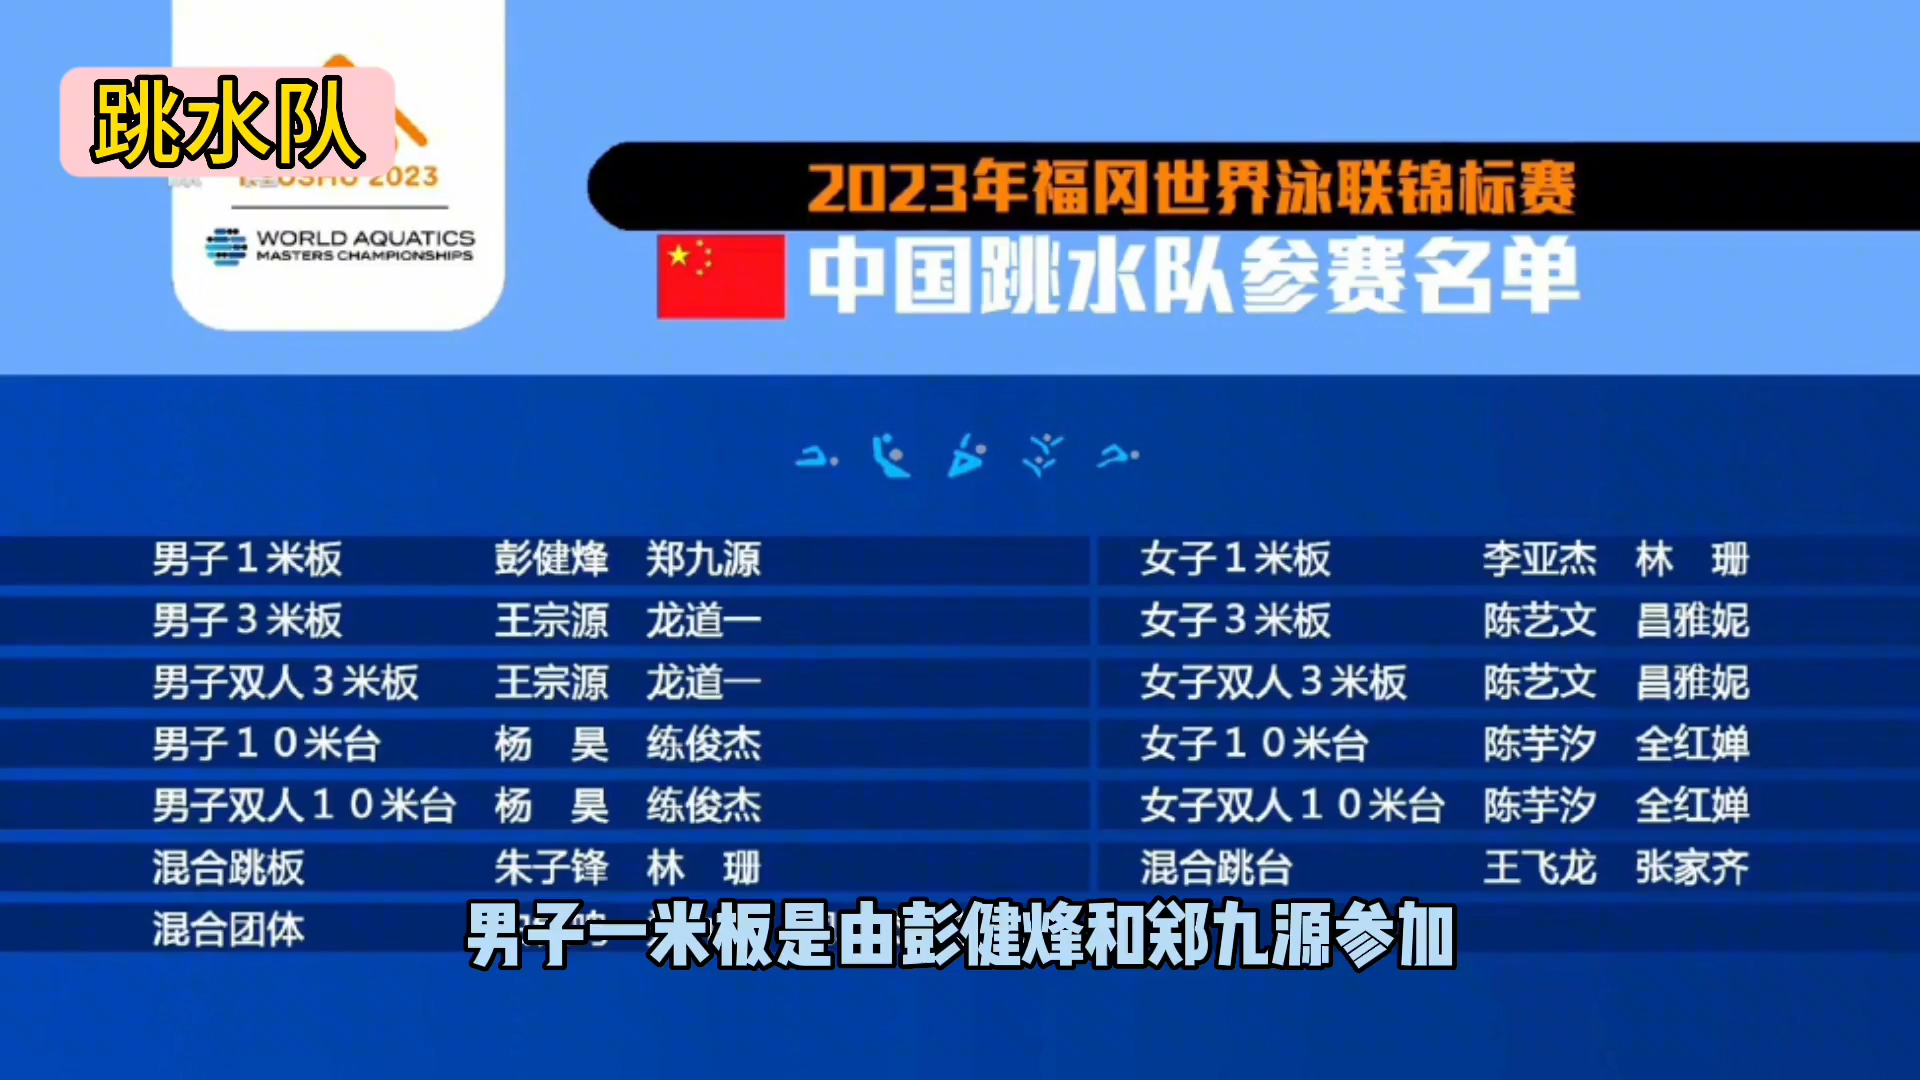 跳水队
2023
WORLD AQUATICS
MASTERS CHAMPIONSHIPS
2023年福冈世界泳联锦标赛
中国跳水队参赛名单
男子1米板 彭健烽 郑九源
女子1米板 李亚杰 林 珊
男子3米板 王宗源 龙道一
女子3米板 陈艺文 昌雅妮
男子双人3米板 王宗源 龙道一
女子双人3米板 陈艺文 昌雅妮
男子10米台 杨 昊 练俊杰
女子10米台 陈芋汐 全红婵
男子双人10米台 杨 昊 练俊杰
女子双人10米台 陈芋汐 全红婵
混合跳板 朱子锋 林 珊
混合跳台 王飞龙 张家齐
混合团体
男子一米板是由彭健烽和郑九源参加